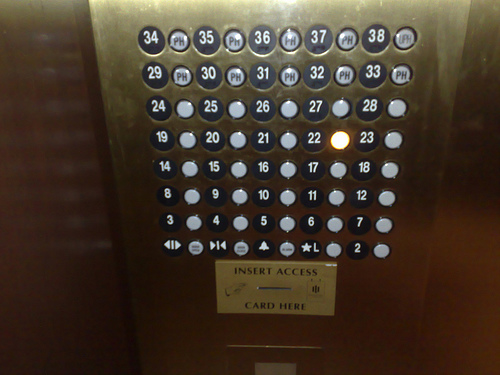 34 PH 35 PH 36 PH 37 PH 38
29 PH 30 PH 31 PH 32 PH 33 PH
24 25 26 27 28
19 20 21 22 23
14 15 16 17 18
8 9 10 11 12
3 4 5 6 7
★L 2
INSERT ACCESS
CARD HERE